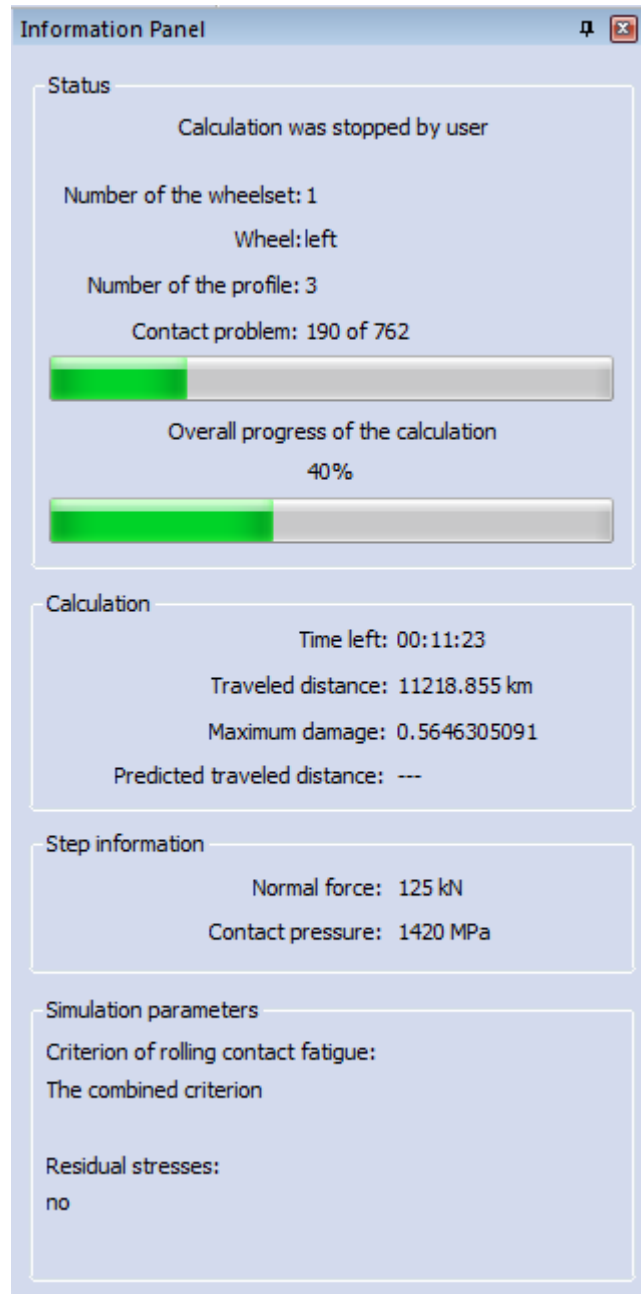 Information Panel
Status
Calculation was stopped by user
Number of the wheelset: 1
Wheel: left
Number of the profile: 3
Contact problem: 190 of 762
Overall progress of the calculation
40%
Calculation
Time left: 00:11:23
Traveled distance: 11218.855 km
Maximum damage: 0.5646305091
Predicted traveled distance: ---
Step information
Normal force: 125 kN
Contact pressure: 1420 MPa
Simulation parameters
Criterion of rolling contact fatigue:
The combined criterion
Residual stresses:
no